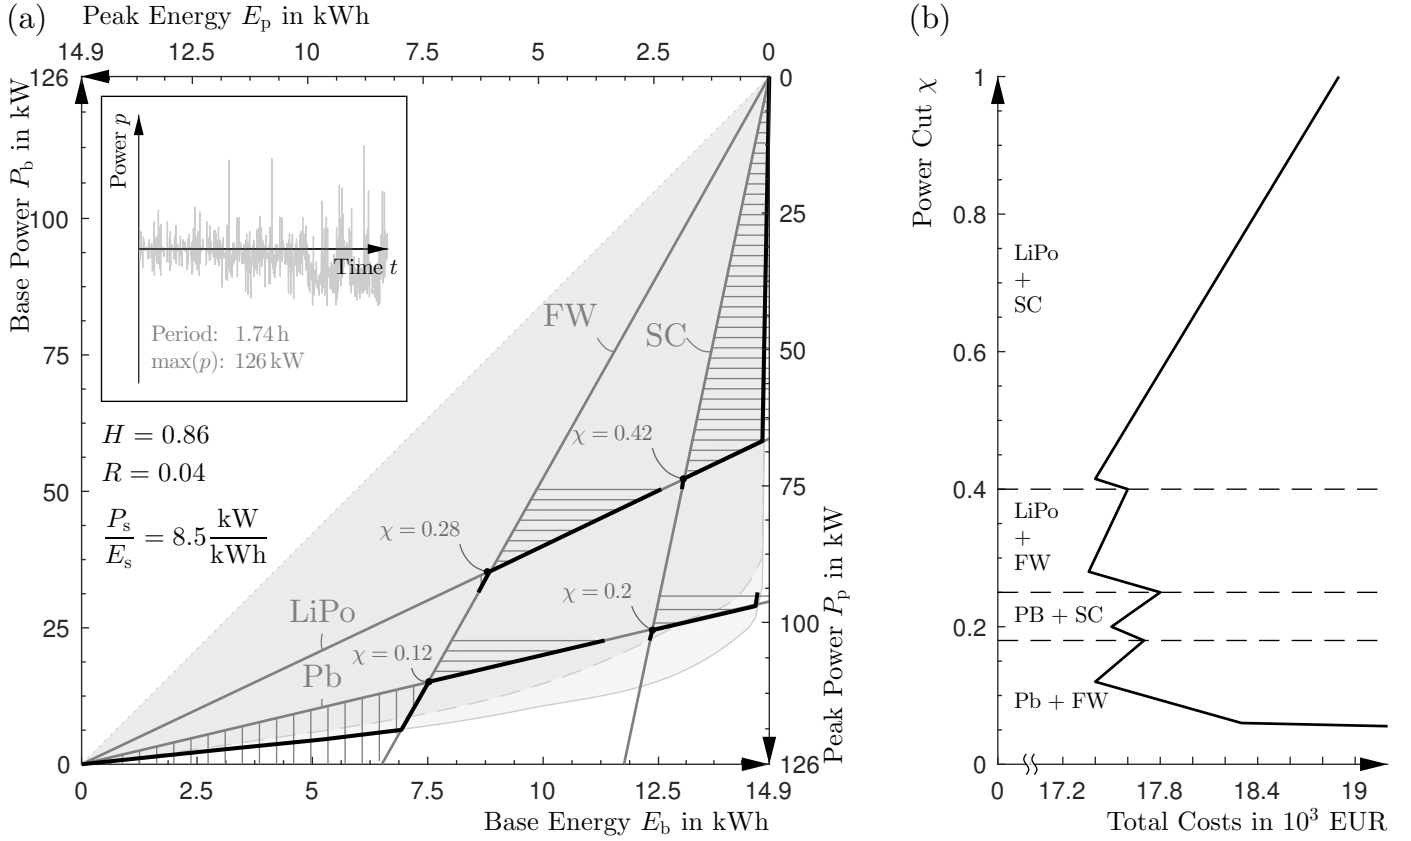 (a)
Peak Energy E_p in kWh
14.9 12.5 10 7.5 5 2.5 0
Base Power P_b in kW
126
100
75
50
25
0
Power p
Time t
Period: 1.74 h
max(p): 126 kW
H = 0.86
R = 0.04
P_s/E_s = 8.5 kW/kWh
FW
SC
LiPo
Pb
χ = 0.42
χ = 0.28
χ = 0.2
χ = 0.12
0
25
50
75
100
126
Peak Power P_p in kW
0 2.5 5 7.5 10 12.5 14.9
Base Energy E_b in kWh
(b)
Power Cut χ
1
0.8
0.6
0.4
0.2
0
LiPo
+
SC
LiPo
+
FW
PB + SC
Pb + FW
0 17.2 17.8 18.4 19
Total Costs in 10³ EUR